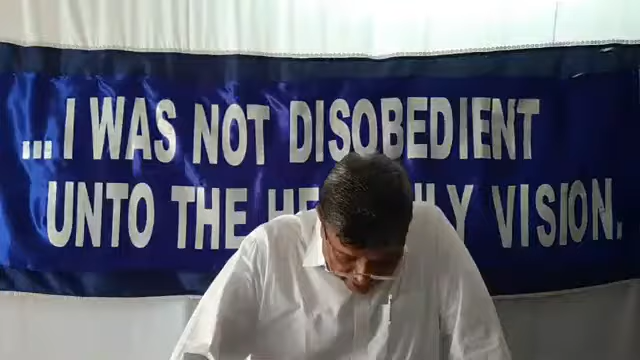 ... I WAS NOT DISOBEDIENT
UNTO THE VISION.